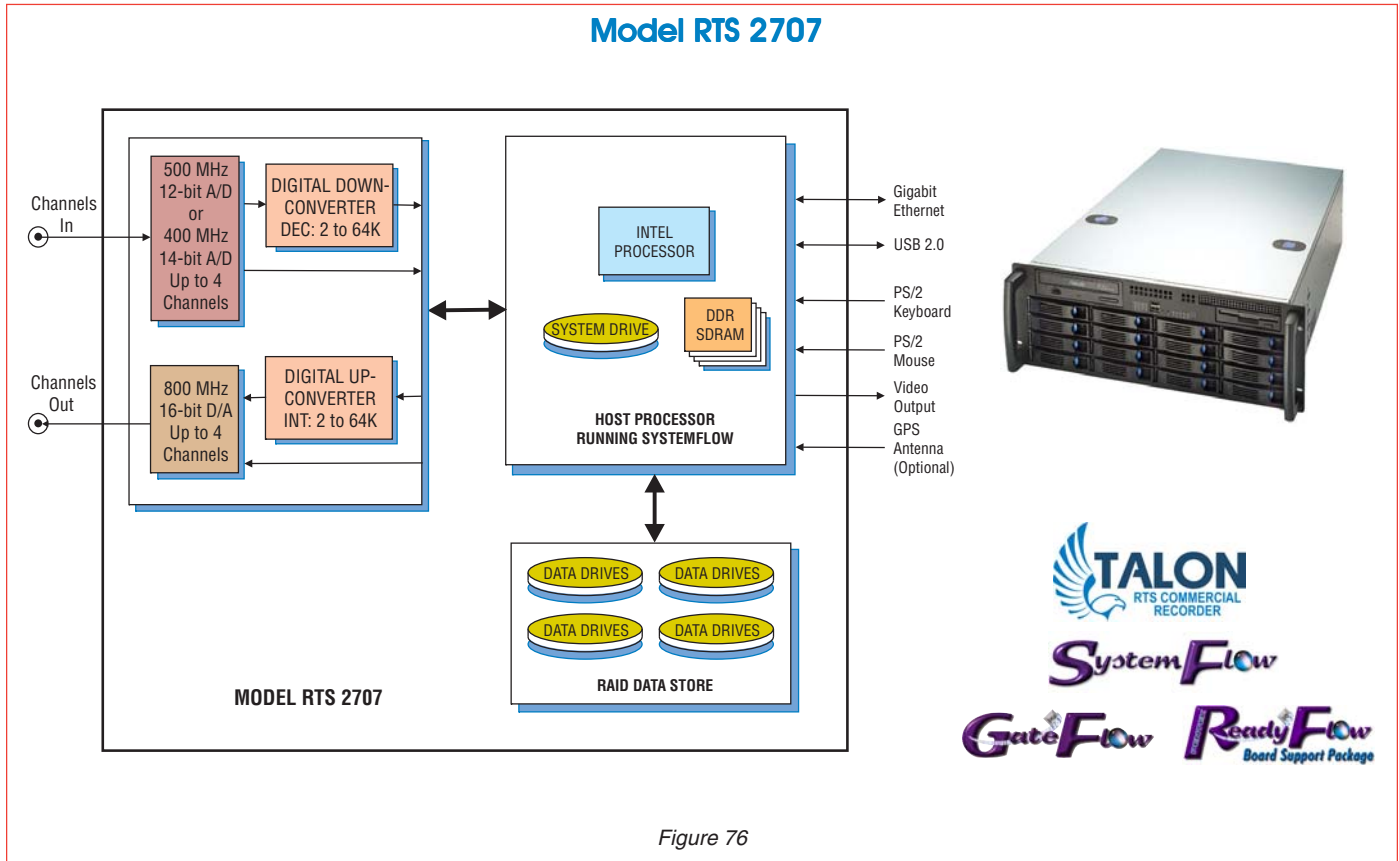 Model RTS 2707
Channels
In
500 MHz
12-bit A/D
or
400 MHz
14-bit A/D
Up to 4
Channels
DIGITAL DOWN-
CONVERTER
DEC: 2 to 64K
Channels
Out
800 MHz
16-bit D/A
Up to 4
Channels
DIGITAL UP-
CONVERTER
INT: 2 to 64K
MODEL RTS 2707
INTEL
PROCESSOR
SYSTEM DRIVE
DDR
SDRAM
HOST PROCESSOR
RUNNING SYSTEMFLOW
DATA DRIVES
DATA DRIVES
DATA DRIVES
DATA DRIVES
RAID DATA STORE
Gigabit
Ethernet
USB 2.0
PS/2
Keyboard
PS/2
Mouse
Video
Output
GPS
Antenna
(Optional)
TALON
RTS COMMERCIAL
RECORDER
SystemFlow
GateFlow
ReadyFlow
Board Support Package
Figure 76